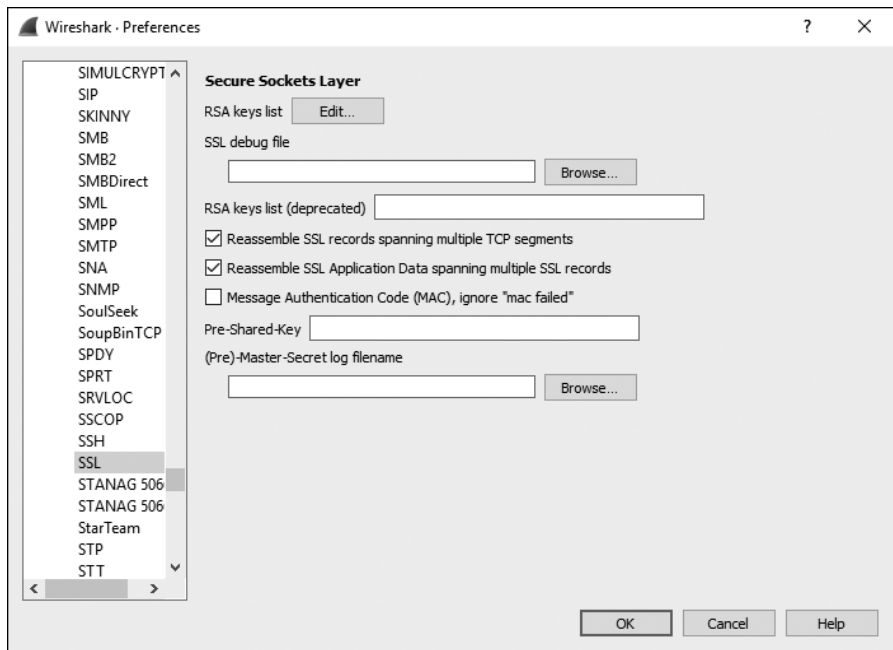 Wireshark · Preferences
?
SIMULCRYPT
SIP
SKINNY
SMB
SMB2
SMBDirect
SML
SMPP
SMTP
SNA
SNMP
SoulSeek
SoupBinTCP
SPDY
SPRT
SRVLOC
SSCOP
SSH
SSL
STANAG 506
STANAG 506
StarTeam
STP
STT
Secure Sockets Layer
RSA keys list Edit...
SSL debug file
Browse...
RSA keys list (deprecated)
Reassemble SSL records spanning multiple TCP segments
Reassemble SSL Application Data spanning multiple SSL records
Message Authentication Code (MAC), ignore "mac failed"
Pre-Shared-Key
(Pre)-Master-Secret log filename
Browse...
OK Cancel Help